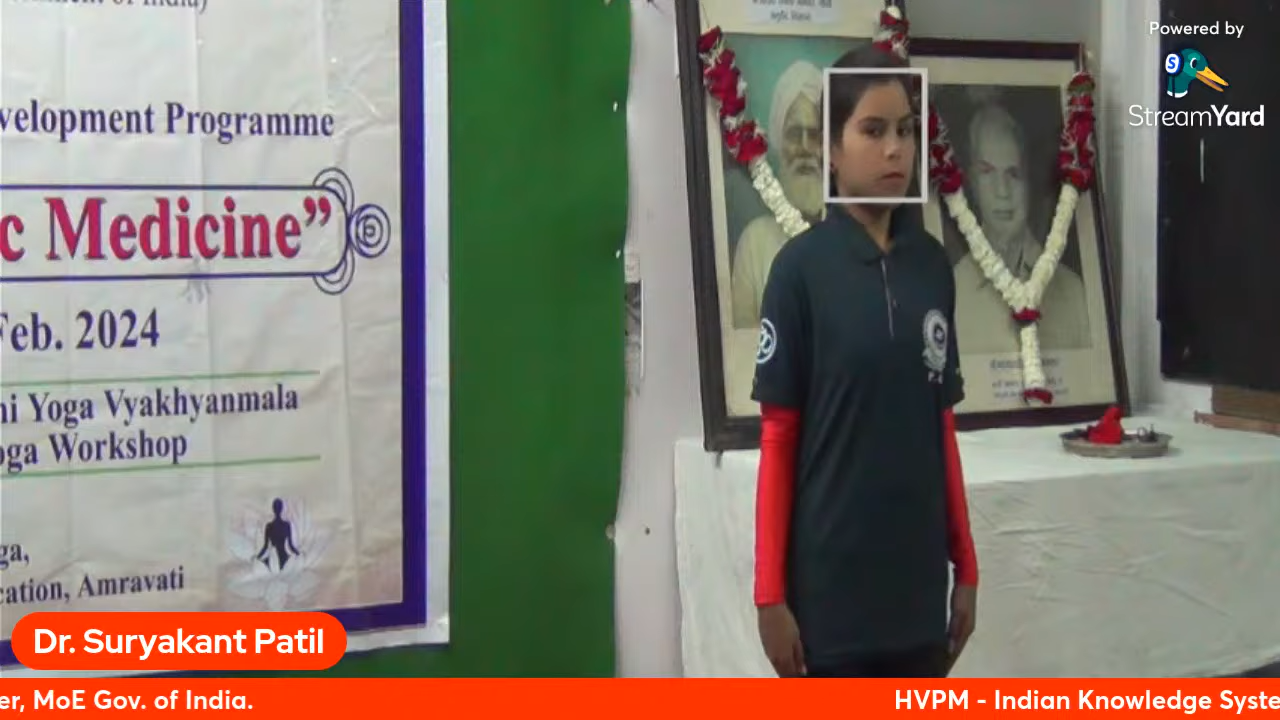 velopment Programme
c Medicine”
Feb. 2024
ni Yoga Vyakhyanmala
oga Workshop
ga,
cation, Amravati
Powered by
StreamYard
Dr. Suryakant Patil
er, MoE Gov. of India.
HVPM - Indian Knowledge Syste